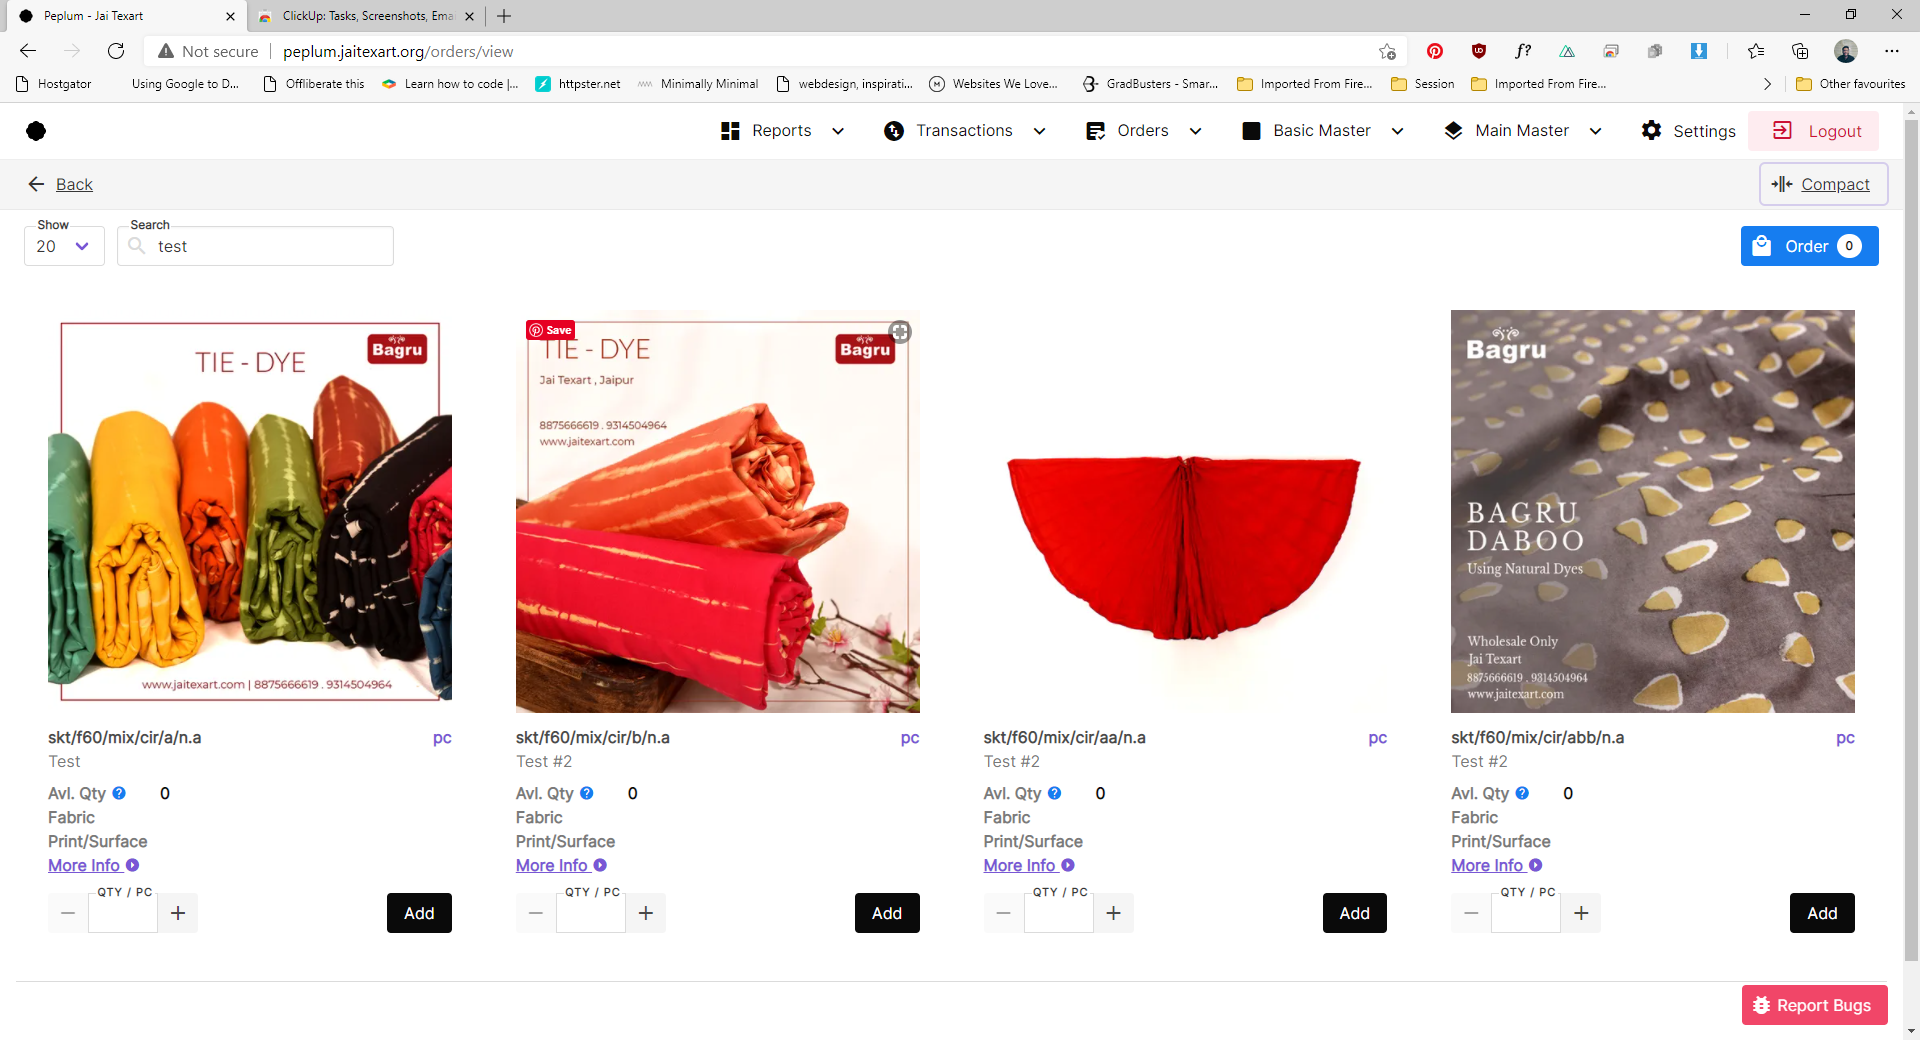 Peplum - Jai Texart
ClickUp: Tasks, Screenshots, Ema
Not secure
peplum.jaitexart.org/orders/view
Hostgator
Using Google to D...
Offliberate this
Learn how to code |...
httpster.net
Minimally Minimal
webdesign, inspirati...
Websites We Love...
GradBusters - Smar...
Imported From Fire...
Session
Imported From Fire...
Other favourites
Reports
Transactions
Orders
Basic Master
Main Master
Settings
Logout
Back
Compact
Show
20
Search
test
Order 0
TIE - DYE
Bagru
www.jaitexart.com | 8875666619 . 9314504964
Save
TIE - DYE
Bagru
Jai Texart , Jaipur
8875666619 . 9314504964
www.jaitexart.com
Bagru
BAGRU
DABOO
Using Natural Dyes
Wholesale Only
Jai Texart
8875666619 . 9314504964
www.jaitexart.com
skt/f60/mix/cir/a/n.a pc
Test
Avl. Qty ? 0
Fabric
Print/Surface
More Info
QTY / PC
− +
Add
skt/f60/mix/cir/b/n.a pc
Test #2
Avl. Qty ? 0
Fabric
Print/Surface
More Info
QTY / PC
− +
Add
skt/f60/mix/cir/aa/n.a pc
Test #2
Avl. Qty ? 0
Fabric
Print/Surface
More Info
QTY / PC
− +
Add
skt/f60/mix/cir/abb/n.a pc
Test #2
Avl. Qty ? 0
Fabric
Print/Surface
More Info
QTY / PC
− +
Add
Report Bugs